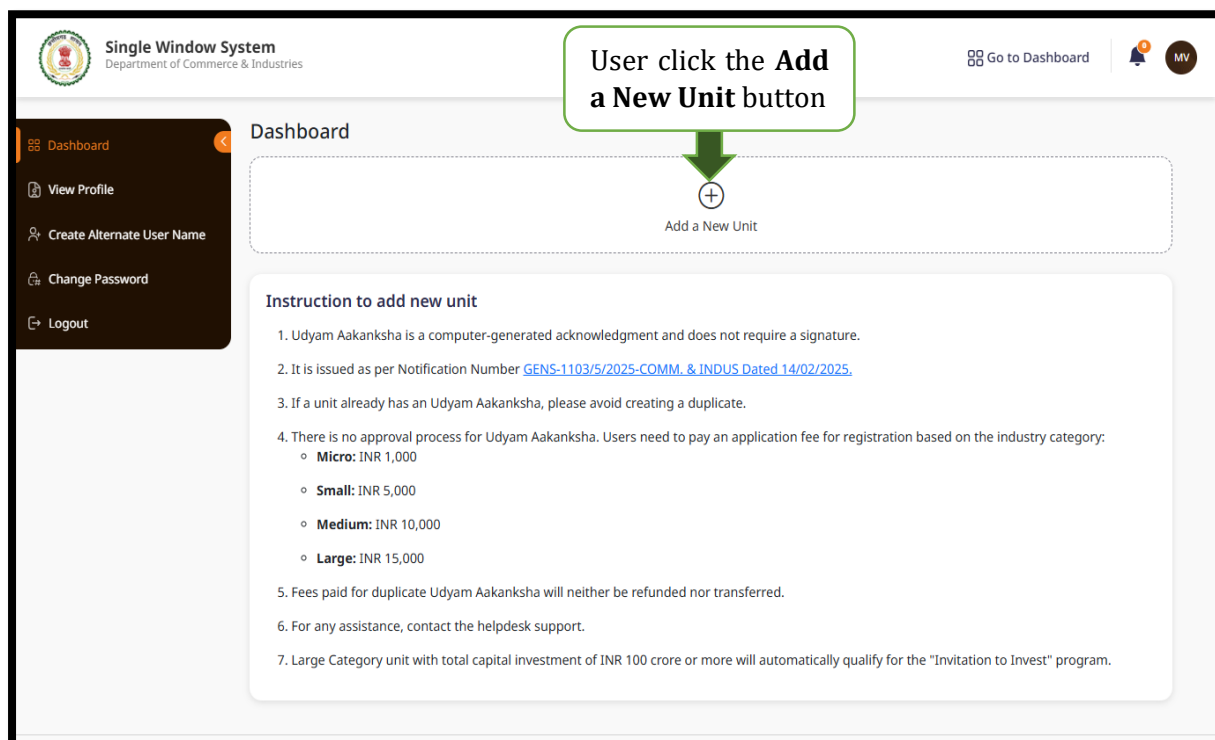 Single Window System
Department of Commerce & Industries
User click the Add
a New Unit button
Go to Dashboard
0
MV
Dashboard
View Profile
Create Alternate User Name
Change Password
Logout
Dashboard
Add a New Unit
Instruction to add new unit
1. Udyam Aakanksha is a computer-generated acknowledgment and does not require a signature.
2. It is issued as per Notification Number GENS-1103/5/2025-COMM. & INDUS Dated 14/02/2025.
3. If a unit already has an Udyam Aakanksha, please avoid creating a duplicate.
4. There is no approval process for Udyam Aakanksha. Users need to pay an application fee for registration based on the industry category:
Micro: INR 1,000
Small: INR 5,000
Medium: INR 10,000
Large: INR 15,000
5. Fees paid for duplicate Udyam Aakanksha will neither be refunded nor transferred.
6. For any assistance, contact the helpdesk support.
7. Large Category unit with total capital investment of INR 100 crore or more will automatically qualify for the "Invitation to Invest" program.